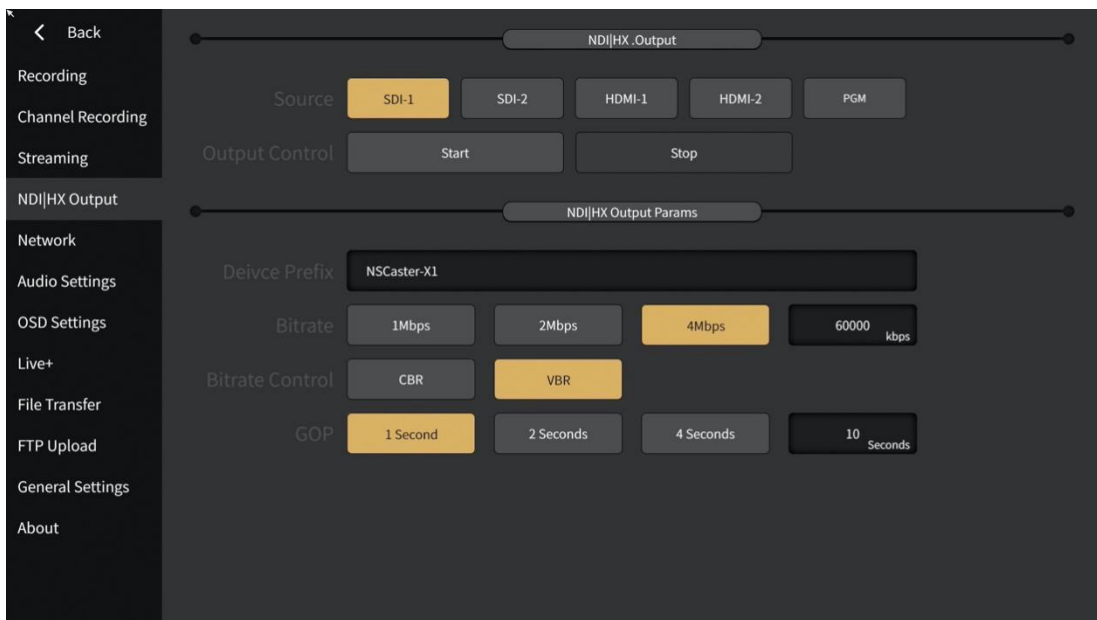 Back
Recording
Channel Recording
Streaming
NDI|HX Output
Network
Audio Settings
OSD Settings
Live+
File Transfer
FTP Upload
General Settings
About
NDI|HX .Output
Source SDI-1 SDI-2 HDMI-1 HDMI-2 PGM
Output Control Start Stop
NDI|HX Output Params
Deivce Prefix NSCaster-X1
Bitrate 1Mbps 2Mbps 4Mbps 60000 kbps
Bitrate Control CBR VBR
GOP 1 Second 2 Seconds 4 Seconds 10 Seconds